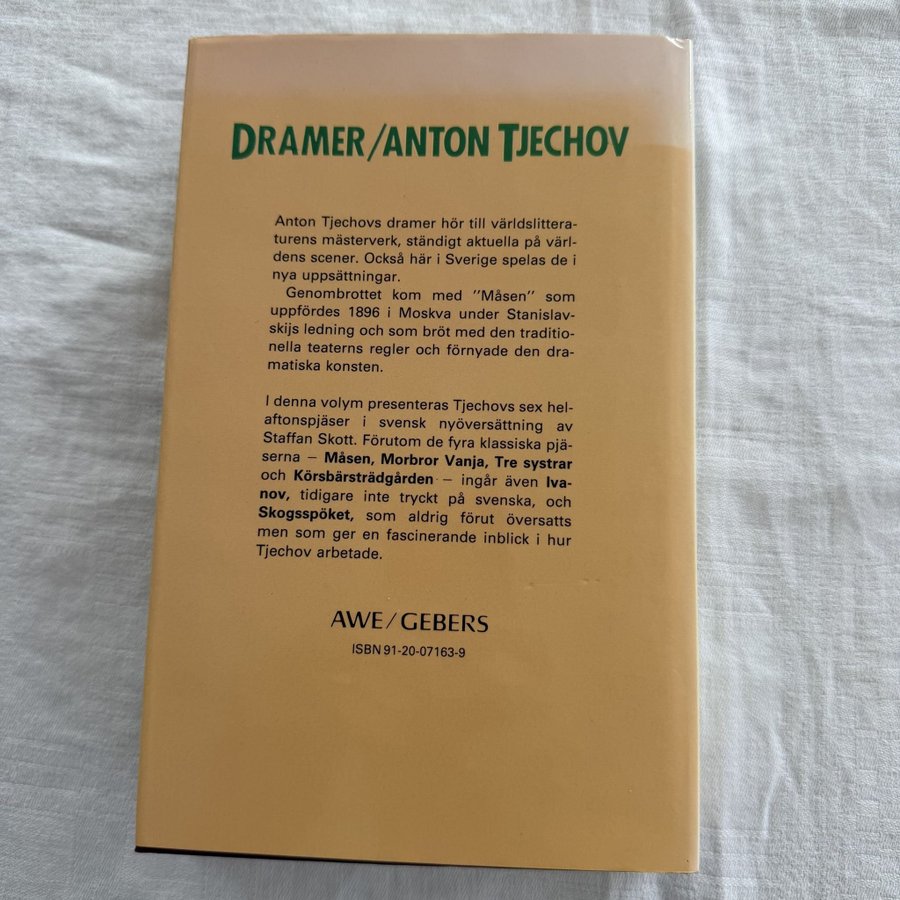 DRAMER/ANTON TJECHOV
Anton Tjechovs dramer hör till världslittera-
turens mästerverk, ständigt aktuella på värl-
dens scener. Också här i Sverige spelas de i
nya uppsättningar.
Genombrottet kom med "Måsen" som
uppfördes 1896 i Moskva under Stanislav-
skijs ledning och som bröt med den traditio-
nella teaterns regler och förnyade den dra-
matiska konsten.
I denna volym presenteras Tjechovs sex hel-
aftonspjäser i svensk nyöversättning av
Staffan Skott. Förutom de fyra klassiska pjä-
serna – Måsen, Morbror Vanja, Tre systrar
och Körsbärsträdgården – ingår även Iva-
nov, tidigare inte tryckt på svenska, och
Skogsspöket, som aldrig förut översatts
men som ger en fascinerande inblick i hur
Tjechov arbetade.
AWE/GEBERS
ISBN 91-20-07163-9